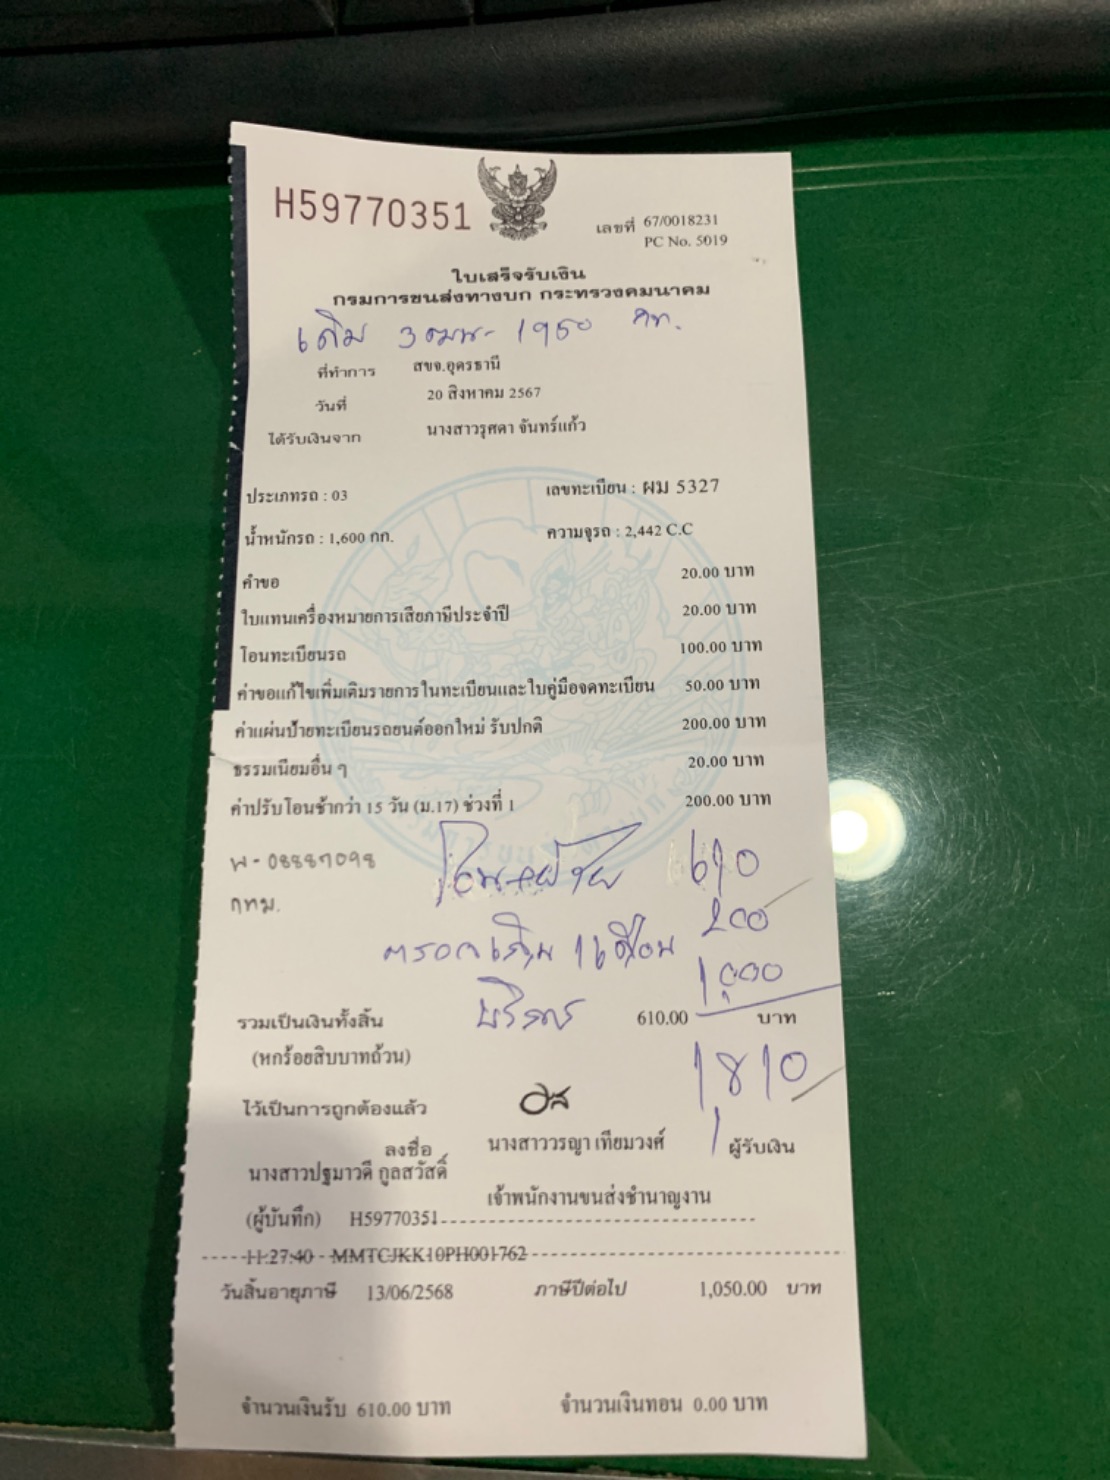 H59770351
เลขที่ 67/0018231
PC No. 5019
ใบเสร็จรับเงิน
กรมการขนส่งทางบก กระทรวงคมนาคม
เดิม 1950 กท.
ที่ทำการ สขจ.อุดรธานี
วันที่ 20 สิงหาคม 2567
ได้รับเงินจาก นางสาวรุศดา จันทร์แก้ว
ประเภทรถ : 03 เลขทะเบียน : ผม 5327
น้ำหนักรถ : 1,600 กก. ความจุรถ : 2,442 C.C
คำขอ 20.00 บาท
ใบแทนเครื่องหมายการเสียภาษีประจำปี 20.00 บาท
โอนทะเบียนรถ 100.00 บาท
ค่าขอแก้ไขเพิ่มเติมรายการในทะเบียนและใบคู่มือจดทะเบียน 50.00 บาท
ค่าแผ่นป้ายทะเบียนรถยนต์ออกใหม่ รับปกติ 200.00 บาท
ธรรมเนียมอื่น ๆ 20.00 บาท
ค่าปรับโอนช้ากว่า 15 วัน (ม.17) ช่วงที่ 1 200.00 บาท
พ-08887098
กทม.
610
200
1,000
บริการ
รวมเป็นเงินทั้งสิ้น 610.00 บาท
(หกร้อยสิบบาทถ้วน)
1,810
ไว้เป็นการถูกต้องแล้ว
ลงชื่อ นางสาววรญา เทียมวงศ์ ผู้รับเงิน
นางสาวปฐมาวดี กูลสวัสดิ์
เจ้าพนักงานขนส่งชำนาญงาน
(ผู้บันทึก) H59770351
11:27:40 - MMTCJKK10PH001762
วันสิ้นอายุภาษี 13/06/2568 ภาษีปีต่อไป 1,050.00 บาท
จำนวนเงินรับ 610.00 บาท จำนวนเงินทอน 0.00 บาท